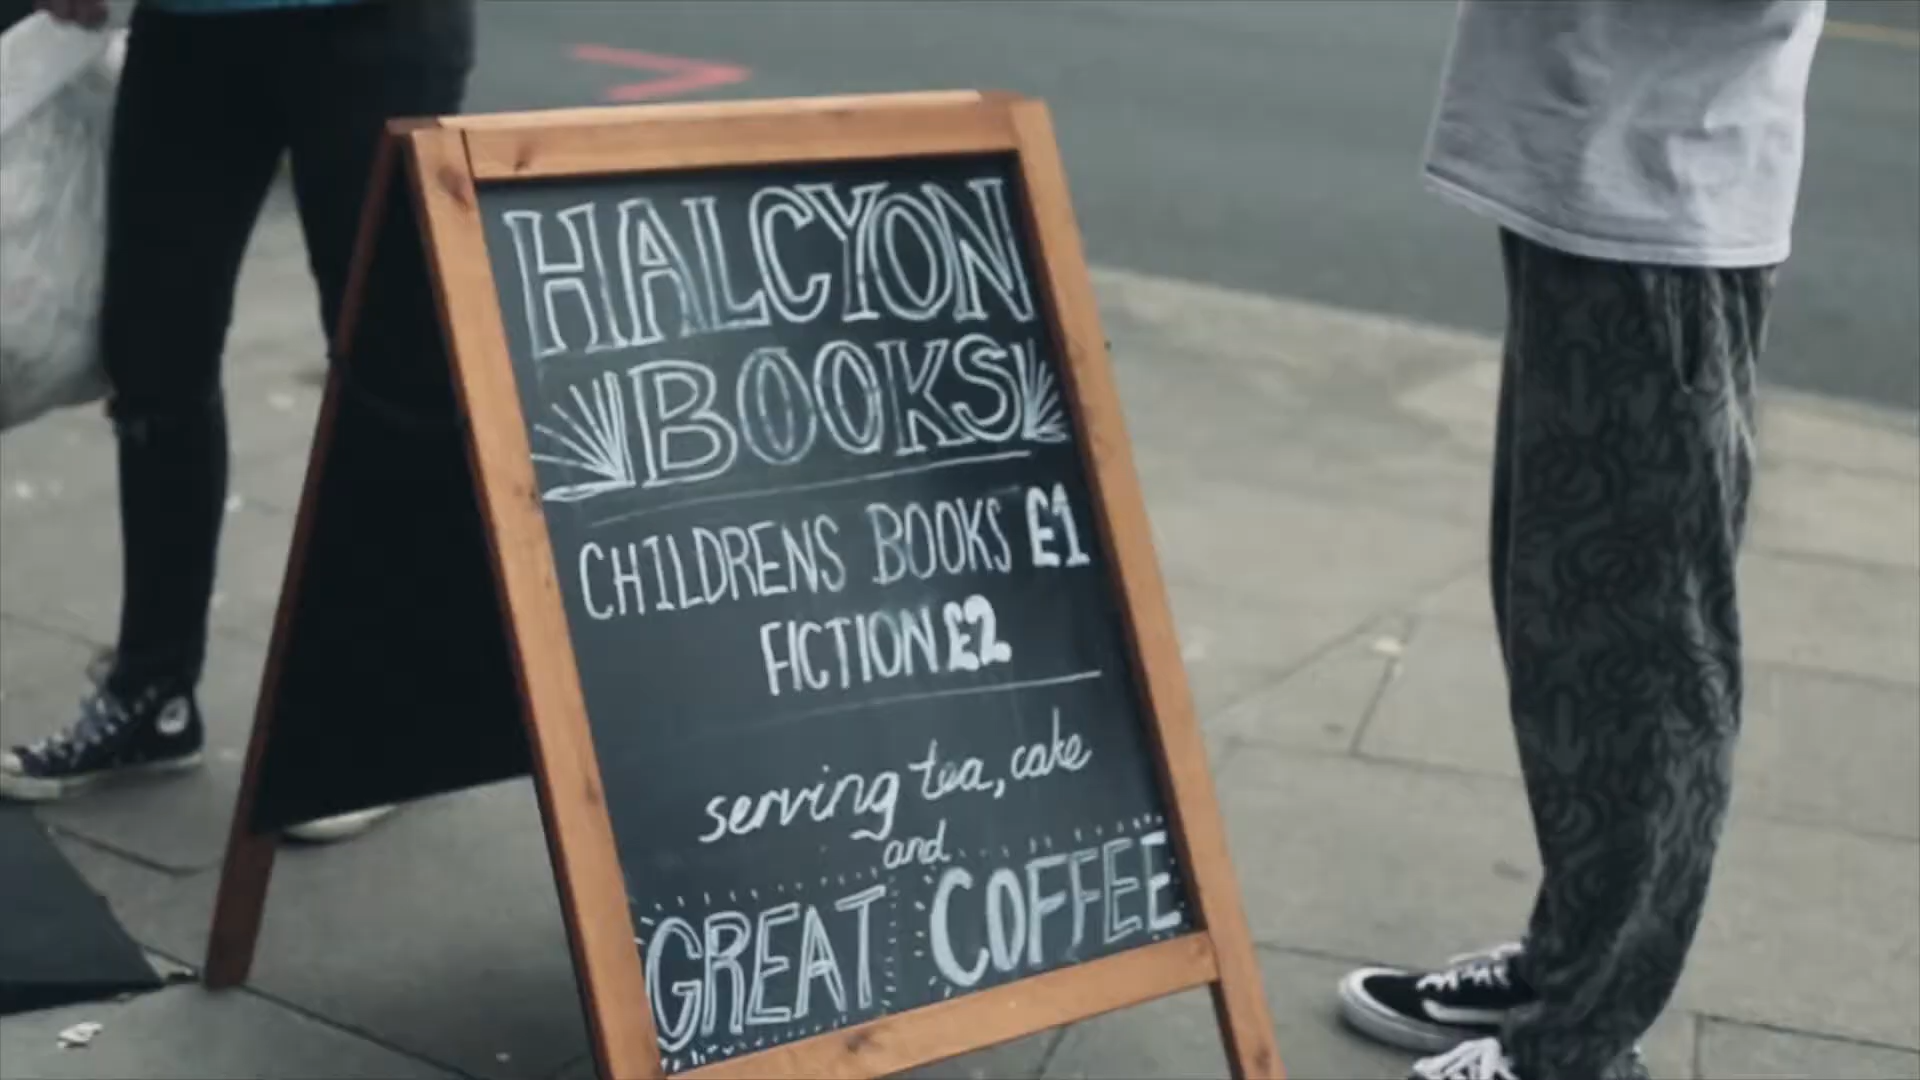 HALCYON
BOOKS
CHILDRENS BOOKS £1
FICTION £2
serving tea, cake
and
GREAT COFFEE